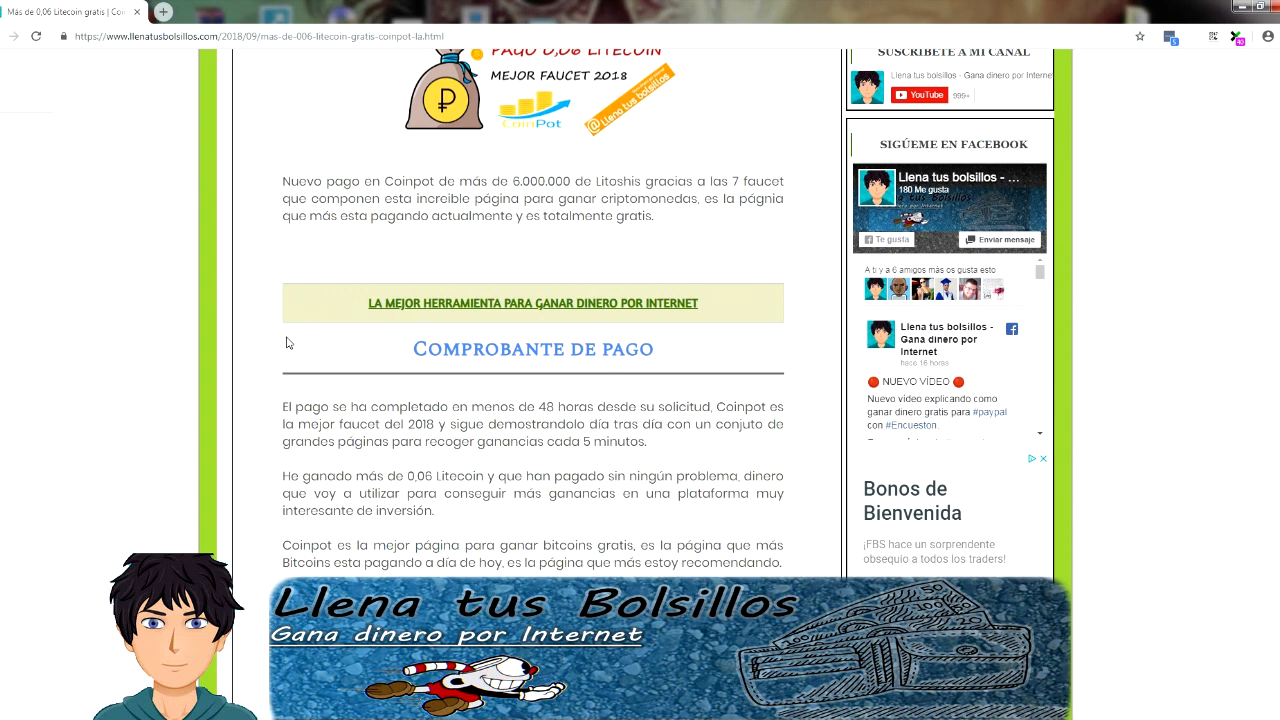 Más de 0,06 Litecoin gratis | Coi
https://www.llenatusbolsillos.com/2018/09/mas-de-006-litecoin-gratis-coinpot-la.html
PAGO 0,06 LITECOIN
MEJOR FAUCET 2018
CoinPot
@Lleno tus bolsillos
Nuevo pago en Coinpot de más de 6.000.000 de Litoshis gracias a las 7 faucet
que componen esta increible página para ganar criptomonedas, es la págnia
que más esta pagando actualmente y es totalmente gratis.
LA MEJOR HERRAMIENTA PARA GANAR DINERO POR INTERNET
COMPROBANTE DE PAGO
El pago se ha completado en menos de 48 horas desde su solicitud, Coinpot es
la mejor faucet del 2018 y sigue demostrandolo día tras día con un conjuto de
grandes páginas para recoger ganancias cada 5 minutos.
He ganado más de 0,06 Litecoin y que han pagado sin ningún problema, dinero
que voy a utilizar para conseguir más ganancias en una plataforma muy
interesante de inversión.
Coinpot es la mejor página para ganar bitcoins gratis, es la página que más
Bitboins esta pagando a día de hoy, es la página que más estoy recomendando.
SUSCRÍBETE A MI CANAL
Llena tus bolsillos - Gana dinero por Interne
YouTube 999+
SIGÚEME EN FACEBOOK
Llena tus bolsillos - ...
180 Me gusta
Te gusta
Enviar mensaje
A ti y a 6 amigos más os gusta esto
Llena tus bolsillos -
Gana dinero por
Internet
hace 16 horas
NUEVO VÍDEO
Nuevo vídeo explicando como
ganar dinero gratis para #paypal
con #Encueston.
Bonos de
Bienvenida
¡FBS hace un sorprendente
obsequio a todos los traders!
Llena tus Bolsillos
Gana dinero por Internet